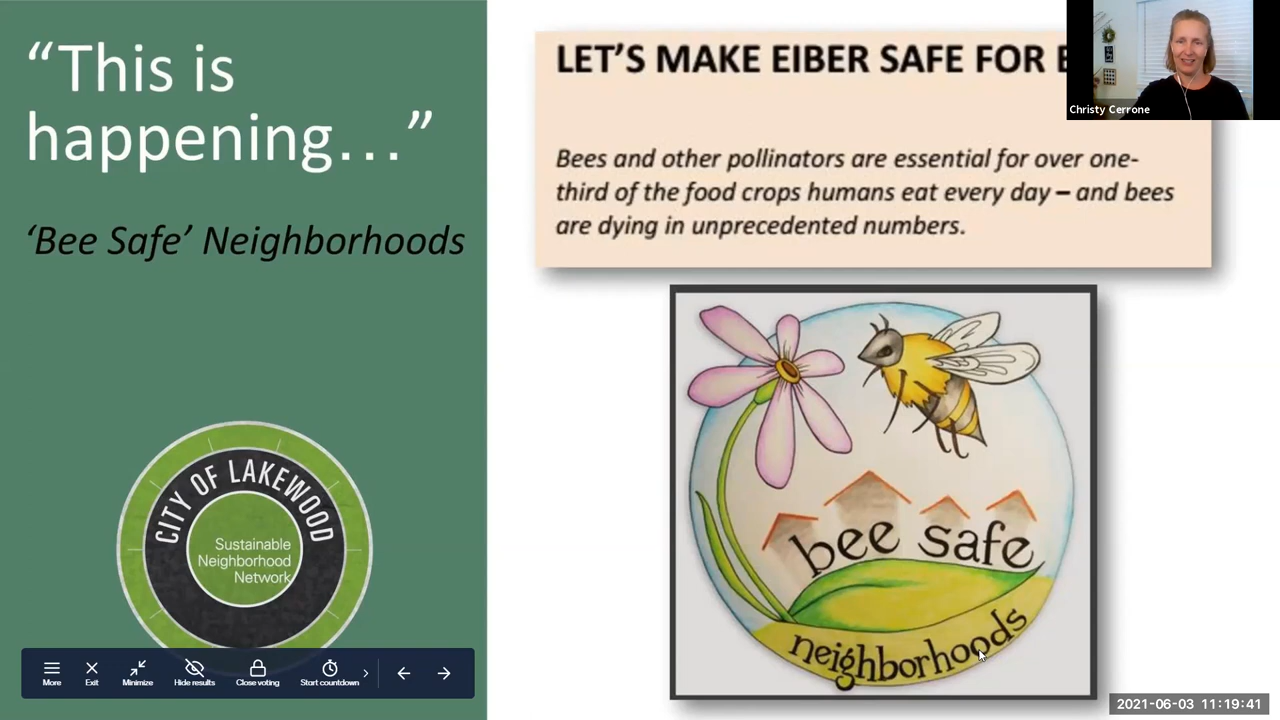 “This is
happening…”
‘Bee Safe’ Neighborhoods
CITY OF LAKEWOOD
Sustainable
Neighborhood
Network
More
Exit
Minimize
Hide results
Close voting
Start countdown
LET’S MAKE EIBER SAFE FOR
Bees and other pollinators are essential for over one-
third of the food crops humans eat every day – and bees
are dying in unprecedented numbers.
bee safe
neighborhoods
Christy Cerrone
2021-06-03 11:19:41